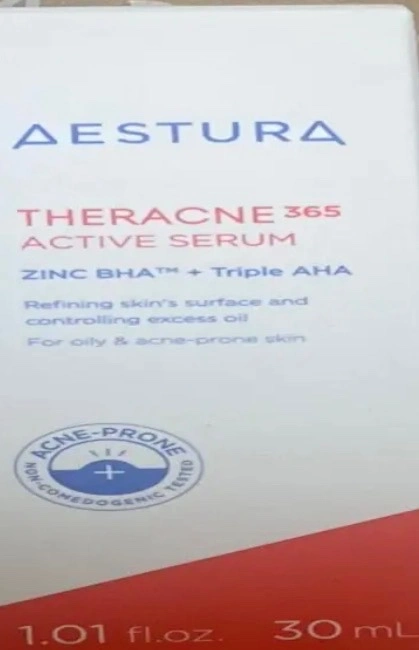 AESTURA
THERACNE 365
ACTIVE SERUM
ZINC BHA™ + Triple AHA
Refining skin's surface and
controlling excess oil
For oily & acne-prone skin
ACNE-PRONE
NON-COMEDOGENIC TESTED
1.01 fl.oz. 30 mL